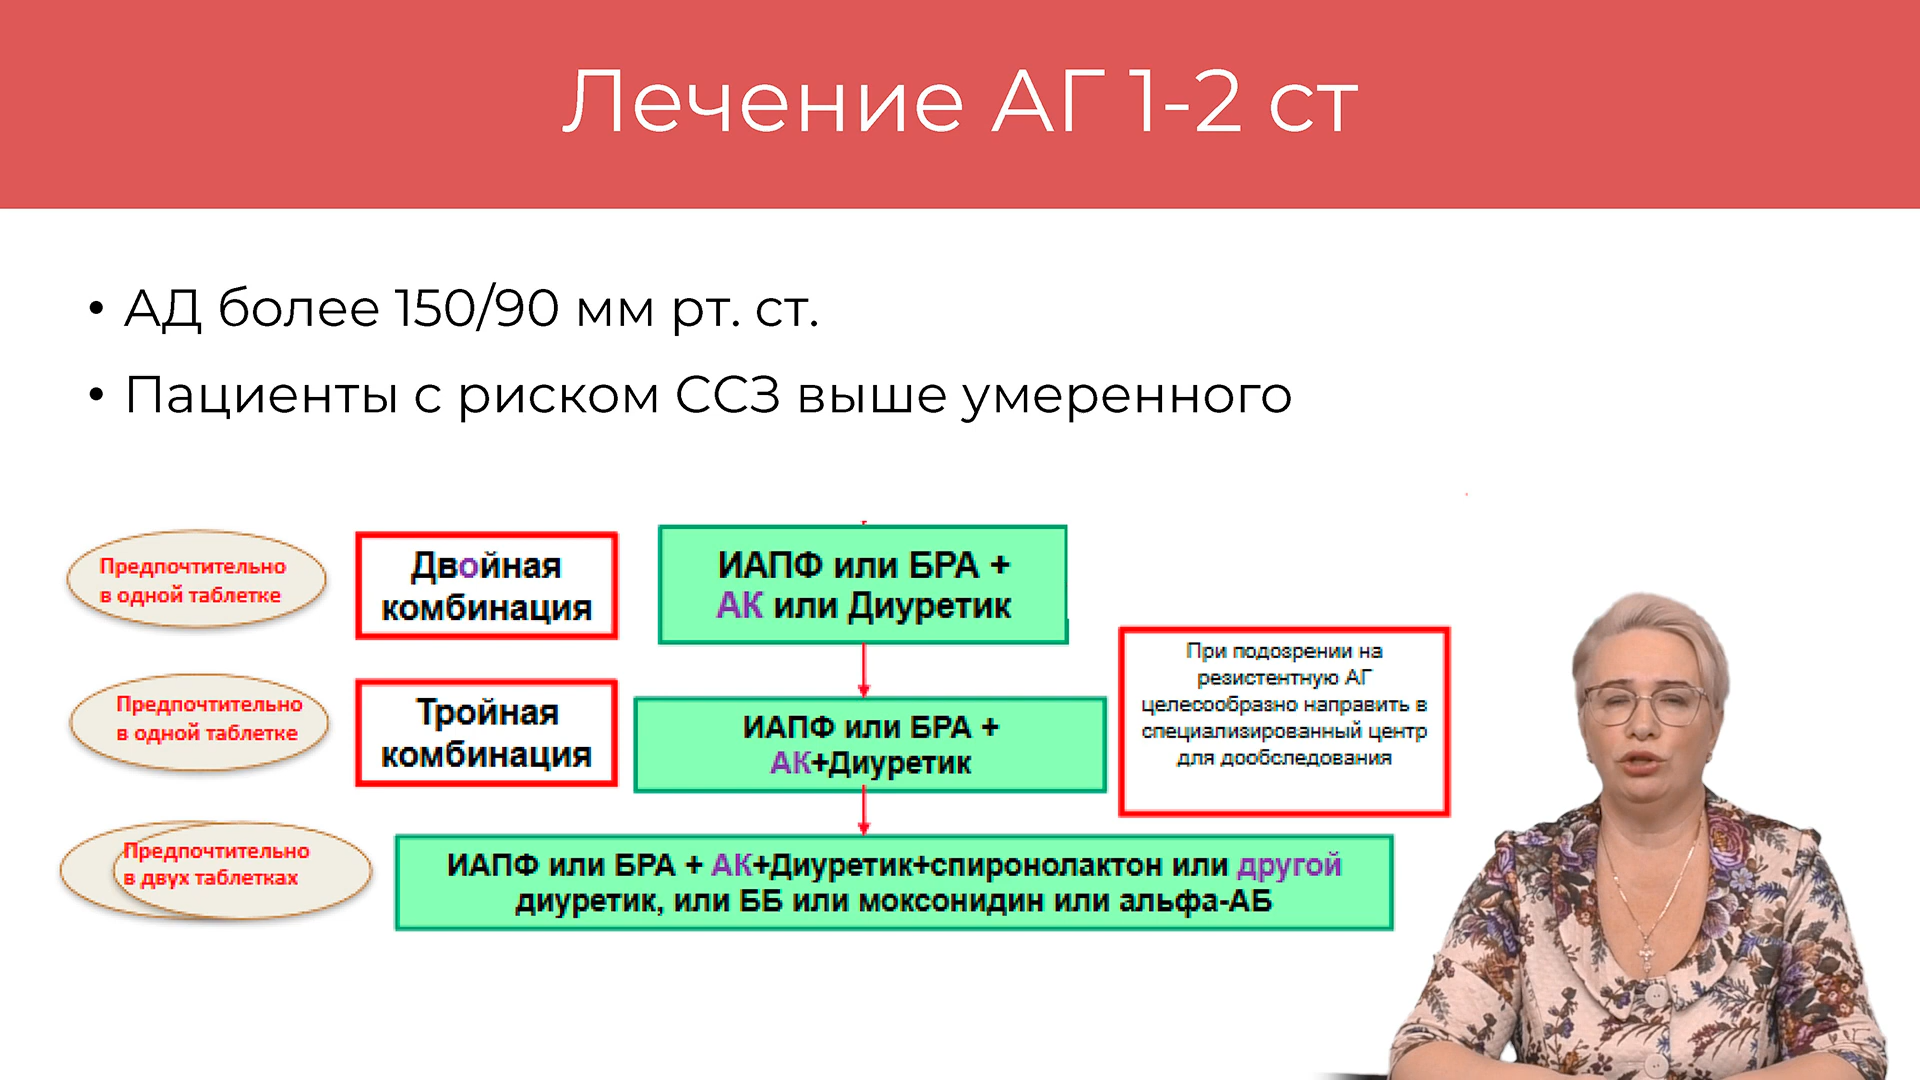 Лечение АГ 1-2 ст
• АД более 150/90 мм рт. ст.
• Пациенты с риском ССЗ выше умеренного
Предпочтительно
в одной таблетке
Двойная
комбинация
ИАПФ или БРА +
АК или Диуретик
Предпочтительно
в одной таблетке
Тройная
комбинация
ИАПФ или БРА +
АК+Диуретик
При подозрении на
резистентную АГ
целесообразно направить в
специализированный центр
для дообследования
Предпочтительно
в двух таблетках
ИАПФ или БРА + АК+Диуретик+спиронолактон или другой
диуретик, или ББ или моксонидин или альфа-АБ